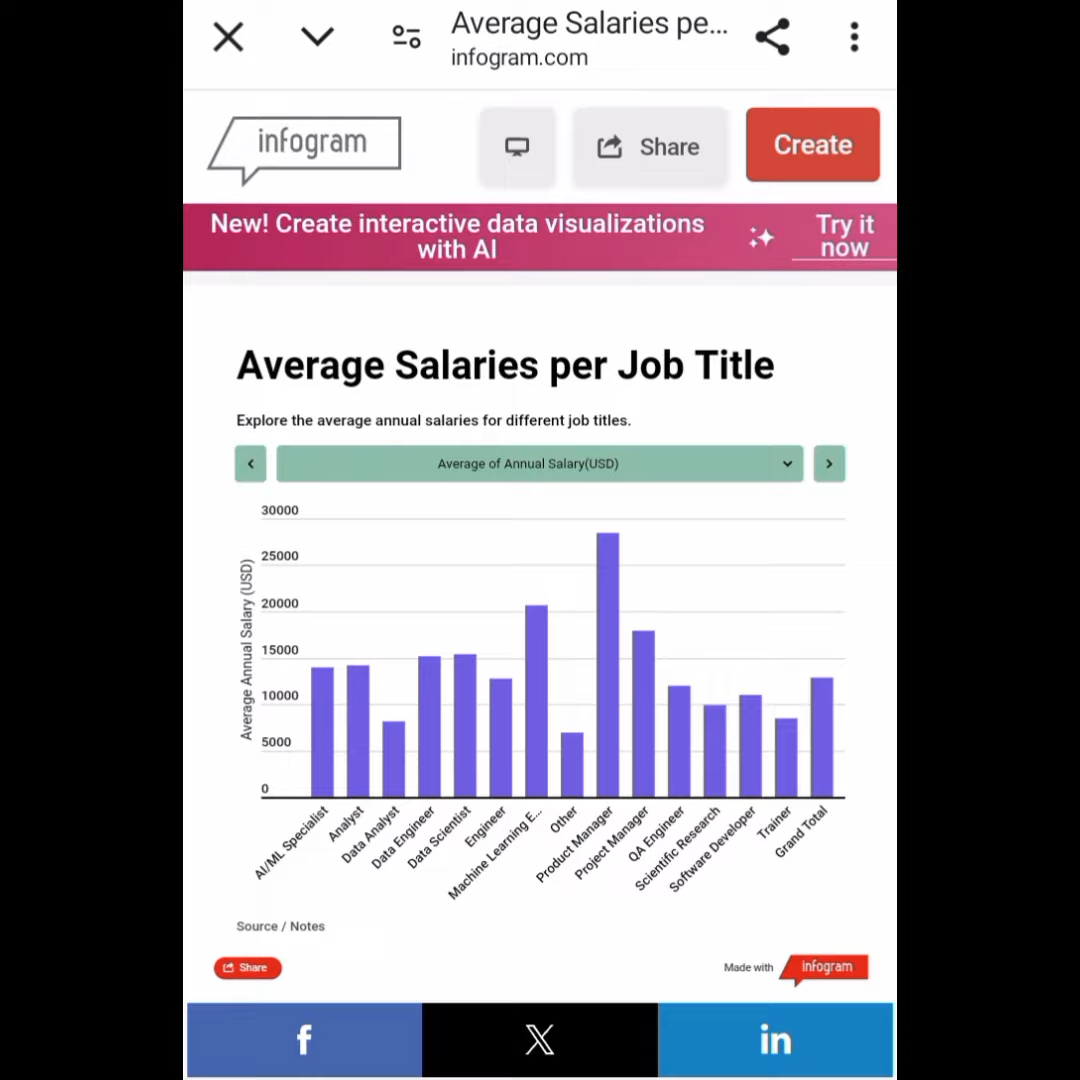 Average Salaries pe...
infogram.com
infogram
Share
Create
New! Create interactive data visualizations
with AI
Try it
now
Average Salaries per Job Title
Explore the average annual salaries for different job titles.
Average of Annual Salary(USD)
Average Annual Salary (USD)
30000
25000
20000
15000
10000
5000
0
AI/ML Specialist
Analyst
Data Analyst
Data Engineer
Data Scientist
Engineer
Machine Learning E...
Other
Product Manager
Project Manager
QA Engineer
Scientific Research
Software Developer
Trainer
Grand Total
Source / Notes
Share
Made with
infogram
f
X
in